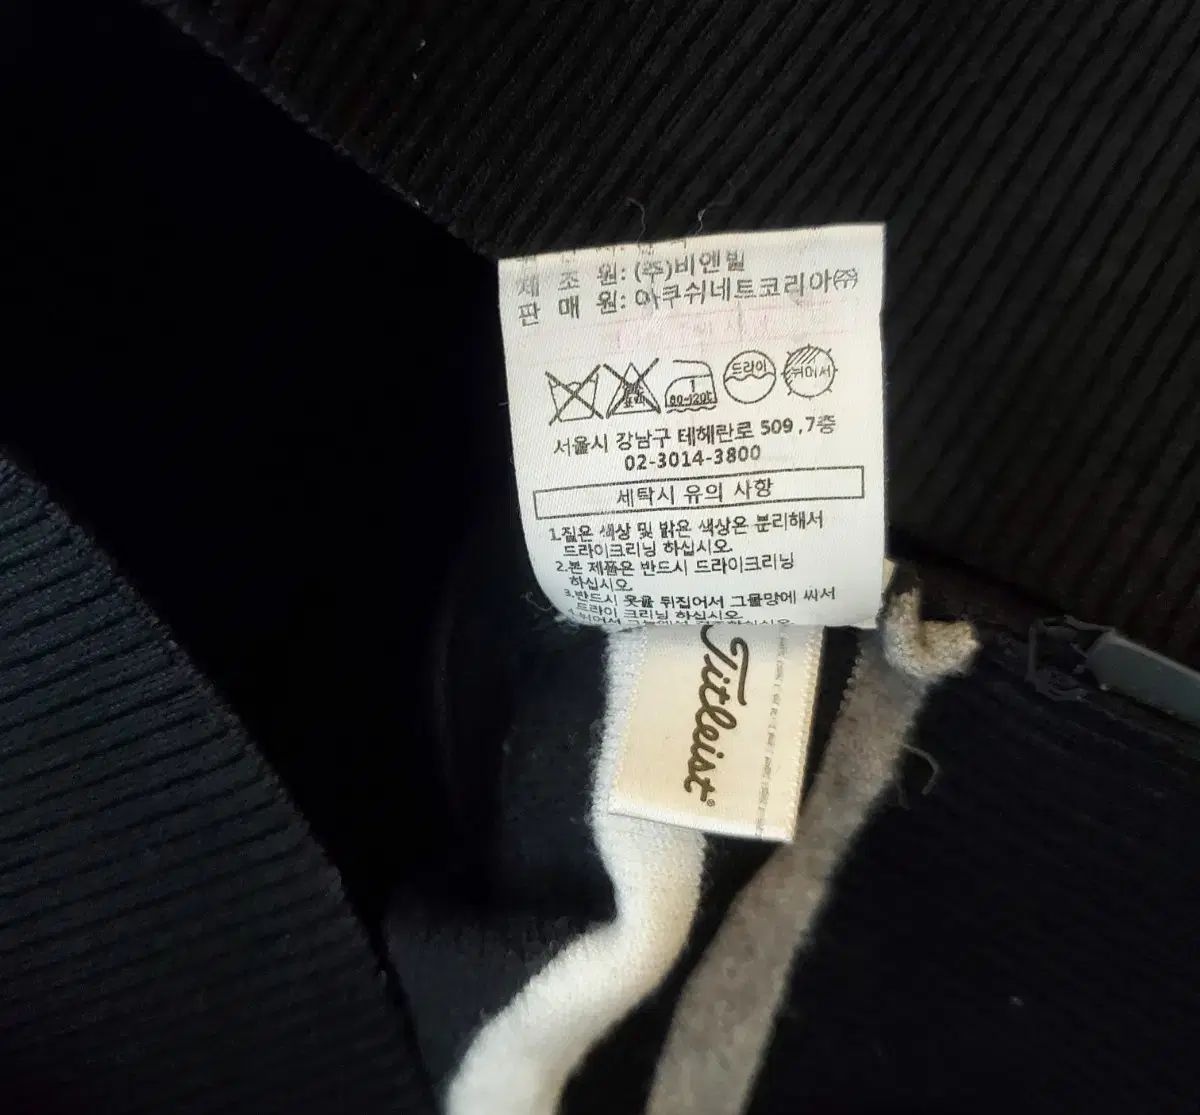 제 조 원: (주)비엔빌
판 매 원: 아쿠쉬네트코리아㈜
80~120℃
드라이
뉘어서
서울시 강남구 테헤란로 509 ,7층
02-3014-3800
세탁시 유의 사항
1.짙은 색상 및 밝은 색상은 분리해서
드라이크리닝 하십시오.
2.본 제품은 반드시 드라이크리닝
하십시오.
3.반드시 옷을 뒤집어서 그물망에 싸서
드라이 크리닝 하십시오.
Titleist®